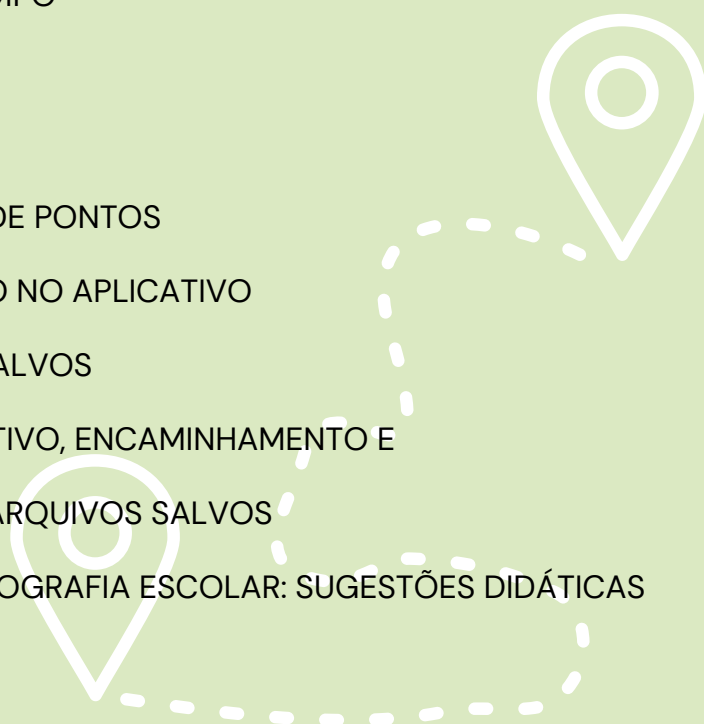 DE PONTOS
O NO APLICATIVO
ALVOS
TIVO, ENCAMINHAMENTO E
ARQUIVOS SALVOS
OGRAFIA ESCOLAR: SUGESTÕES DIDÁTICAS